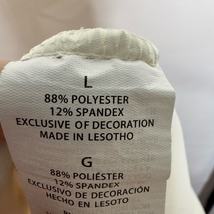 L
88% POLYESTER
12% SPANDEX
EXCLUSIVE OF DECORATION
MADE IN LESOTHO
G
88% POLIÉSTER
12% SPANDEX
EXCLUSIVO DE DECORACIÓN
HECHO EN LESOTO